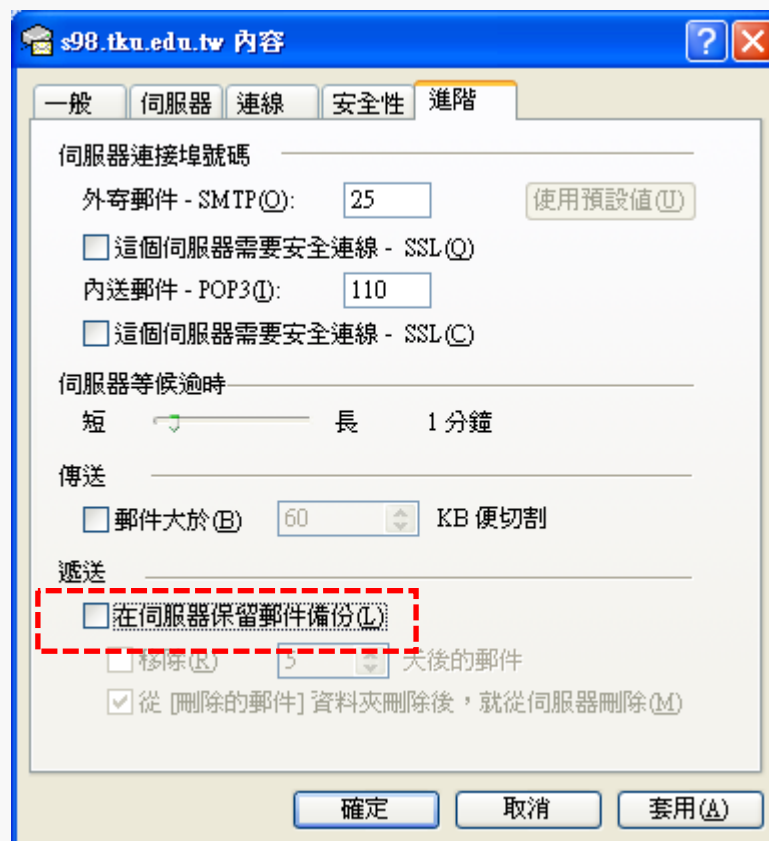 s98.tku.edu.tw 內容
一般 伺服器 連線 安全性 進階
伺服器連接埠號碼
外寄郵件 - SMTP(O): 25 使用預設值(U)
這個伺服器需要安全連線 - SSL(Q)
內送郵件 - POP3(I): 110
這個伺服器需要安全連線 - SSL(C)
伺服器等候逾時
短 長 1 分鐘
傳送
郵件大於(B) 60 KB 便切割
遞送
在伺服器保留郵件備份(L)
移除(R) 5 天後的郵件
從 [刪除的郵件] 資料夾刪除後，就從伺服器刪除(M)
確定 取消 套用(A)